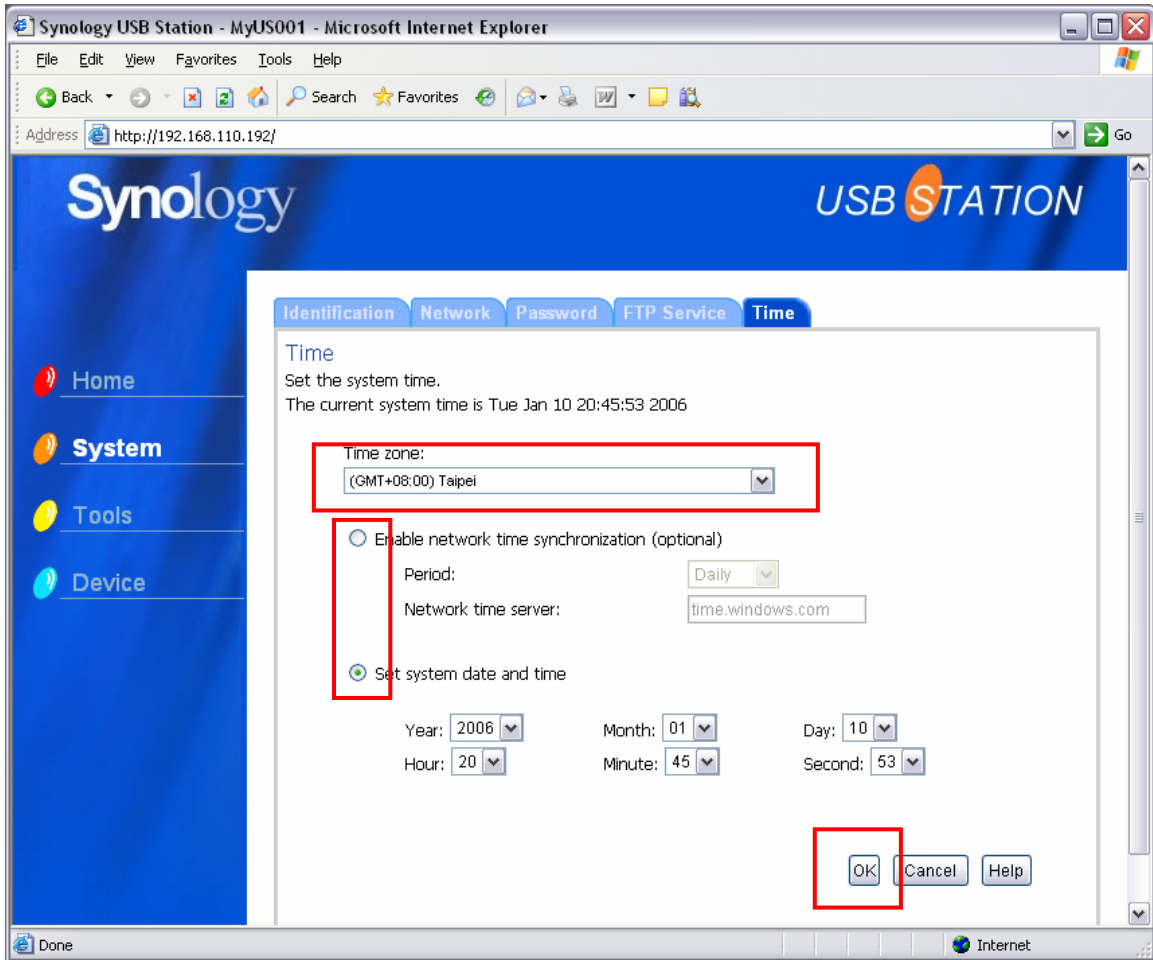 Synology USB Station - MyUS001 - Microsoft Internet Explorer
File Edit View Favorites Tools Help
Back Search Favorites
Address http://192.168.110.192/ Go
Synology USB STATION
Identification Network Password FTP Service Time
Time
Set the system time.
The current system time is Tue Jan 10 20:45:53 2006
Home
System
Tools
Device
Time zone:
(GMT+08:00) Taipei
Enable network time synchronization (optional)
Period: Daily
Network time server: time.windows.com
Set system date and time
Year: 2006 Month: 01 Day: 10
Hour: 20 Minute: 45 Second: 53
OK Cancel Help
Done Internet